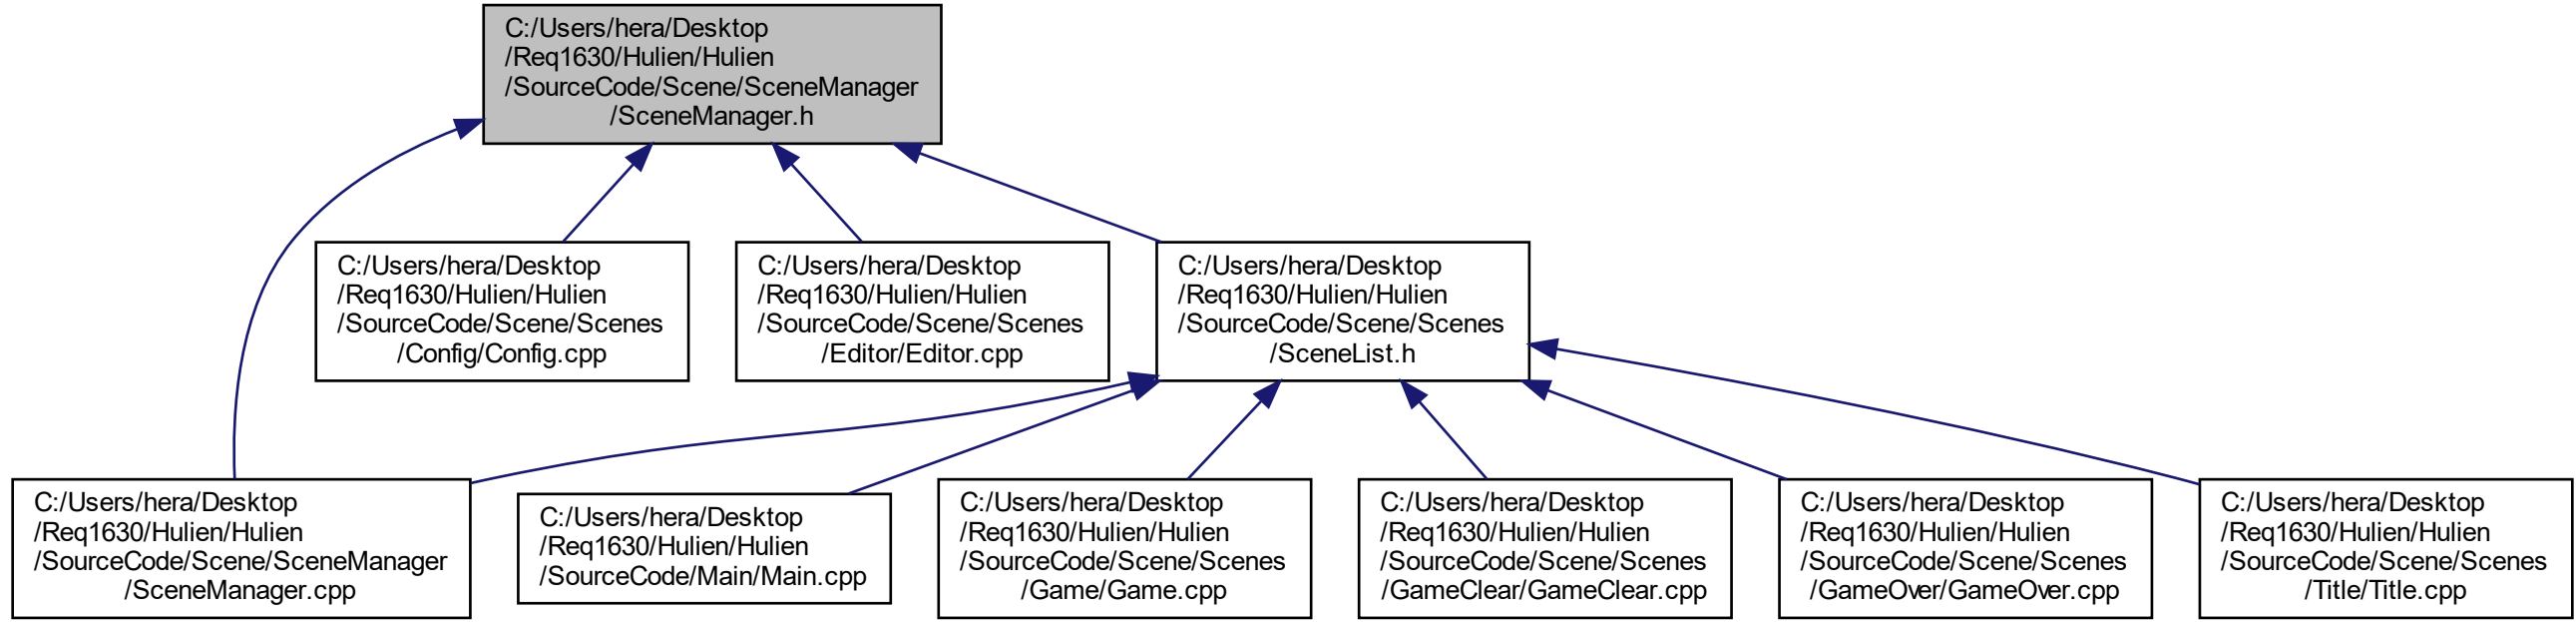 C:/Users/hera/Desktop
/Req1630/Hulien/Hulien
/SourceCode/Scene/SceneManager
/SceneManager.h
C:/Users/hera/Desktop
/Req1630/Hulien/Hulien
/SourceCode/Scene/Scenes
/Config/Config.cpp
C:/Users/hera/Desktop
/Req1630/Hulien/Hulien
/SourceCode/Scene/Scenes
/Editor/Editor.cpp
C:/Users/hera/Desktop
/Req1630/Hulien/Hulien
/SourceCode/Scene/Scenes
/SceneList.h
C:/Users/hera/Desktop
/Req1630/Hulien/Hulien
/SourceCode/Scene/SceneManager
/SceneManager.cpp
C:/Users/hera/Desktop
/Req1630/Hulien/Hulien
/SourceCode/Main/Main.cpp
C:/Users/hera/Desktop
/Req1630/Hulien/Hulien
/SourceCode/Scene/Scenes
/Game/Game.cpp
C:/Users/hera/Desktop
/Req1630/Hulien/Hulien
/SourceCode/Scene/Scenes
/GameClear/GameClear.cpp
C:/Users/hera/Desktop
/Req1630/Hulien/Hulien
/SourceCode/Scene/Scenes
/GameOver/GameOver.cpp
C:/Users/hera/Desktop
/Req1630/Hulien/Hulien
/SourceCode/Scene/Scenes
/Title/Title.cpp